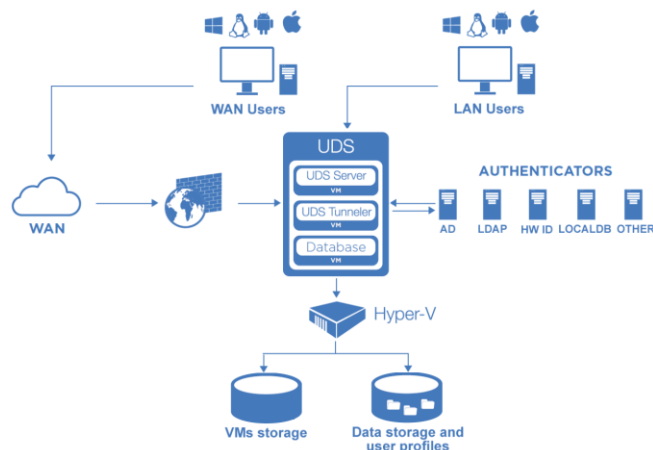 WAN Users
LAN Users
UDS
UDS Server
VM
UDS Tunneler
VM
Database
VM
WAN
AUTHENTICATORS
AD
LDAP
HW ID
LOCALDB
OTHER
Hyper-V
VMs storage
Data storage and
user profiles